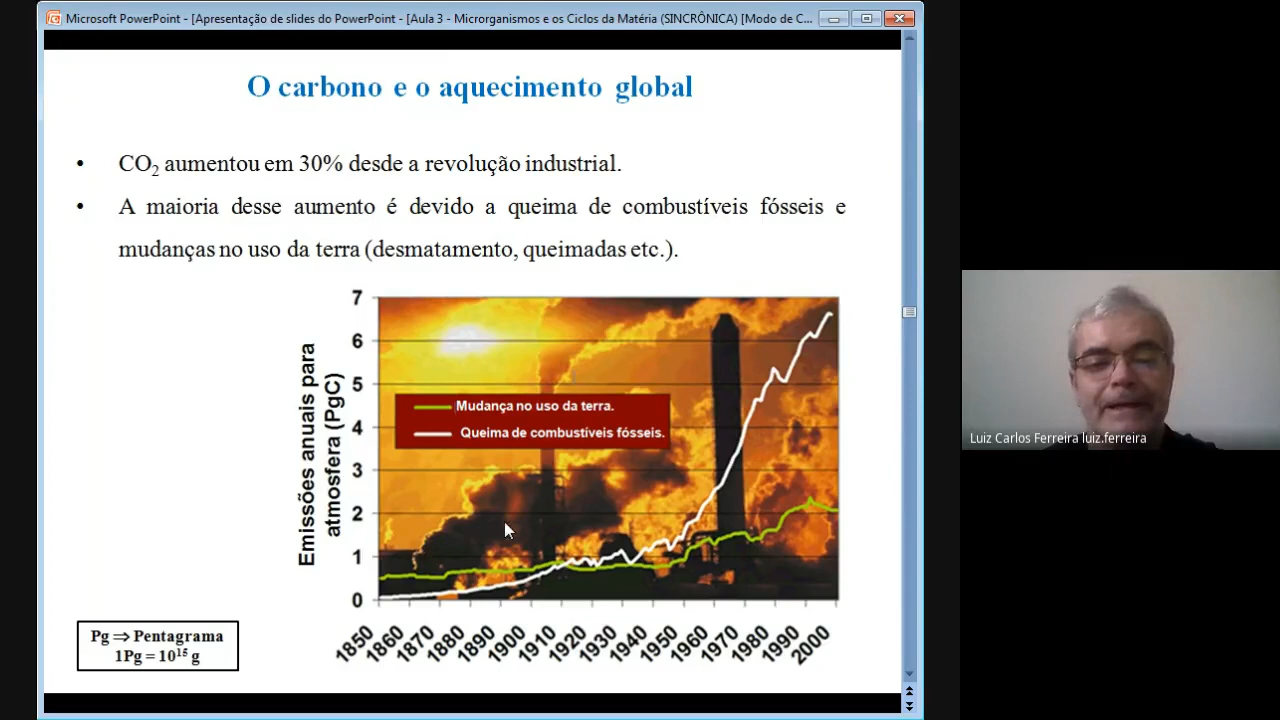 Microsoft PowerPoint - [Apresentação de slides do PowerPoint - [Aula 3 - Microrganismos e os Ciclos da Matéria (SINCRÔNICA) [Modo de C...
O carbono e o aquecimento global
• CO₂ aumentou em 30% desde a revolução industrial.
• A maioria desse aumento é devido a queima de combustíveis fósseis e
mudanças no uso da terra (desmatamento, queimadas etc.).
Emissões anuais para
atmosfera (PgC)
7
6
5
4
3
2
1
0
Mudança no uso da terra.
Queima de combustíveis fósseis.
1850 1860 1870 1880 1890 1900 1910 1920 1930 1940 1950 1960 1970 1980 1990 2000
Pg ⇒ Pentagrama
1Pg = 10¹⁵ g
Luiz Carlos Ferreira luiz.ferreira